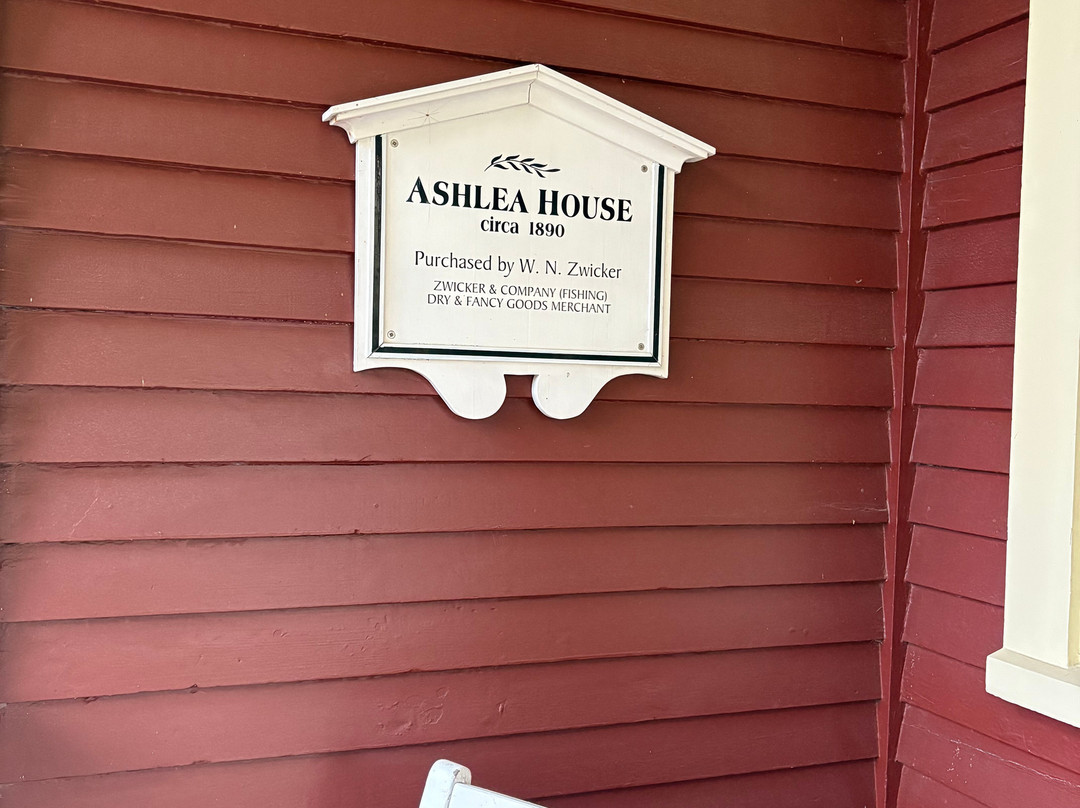 ASHLEA HOUSE
circa 1890
Purchased by W. N. Zwicker
ZWICKER & COMPANY (FISHING)
DRY & FANCY GOODS MERCHANT